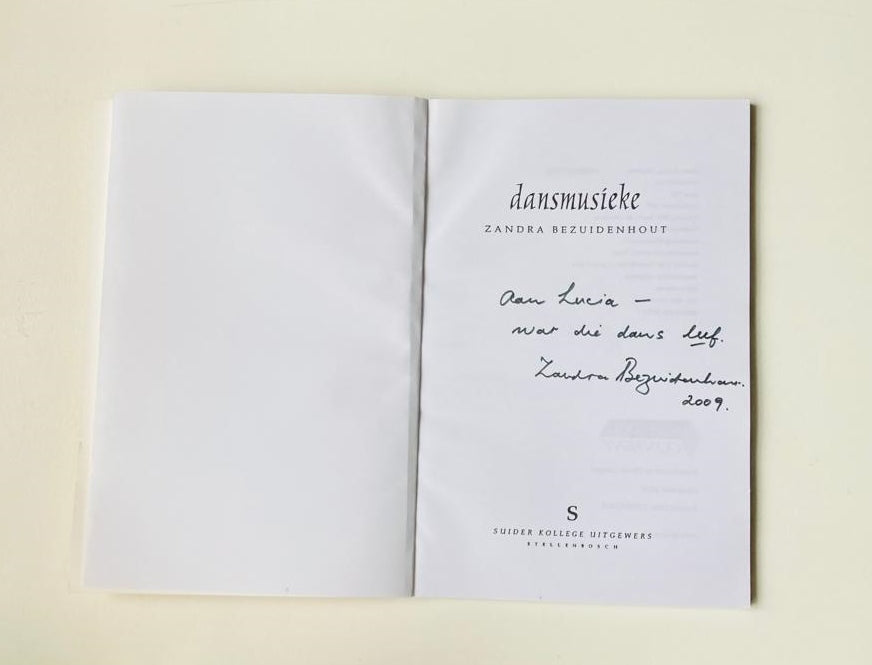 dansmusieke
ZANDRA BEZUIDENHOUT
Aan Lucia –
wat die dans leef.
Zandra Bezuidenhout.
2009.
S
SUIDER KOLLEGE UITGEWERS
STELLENBOSCH